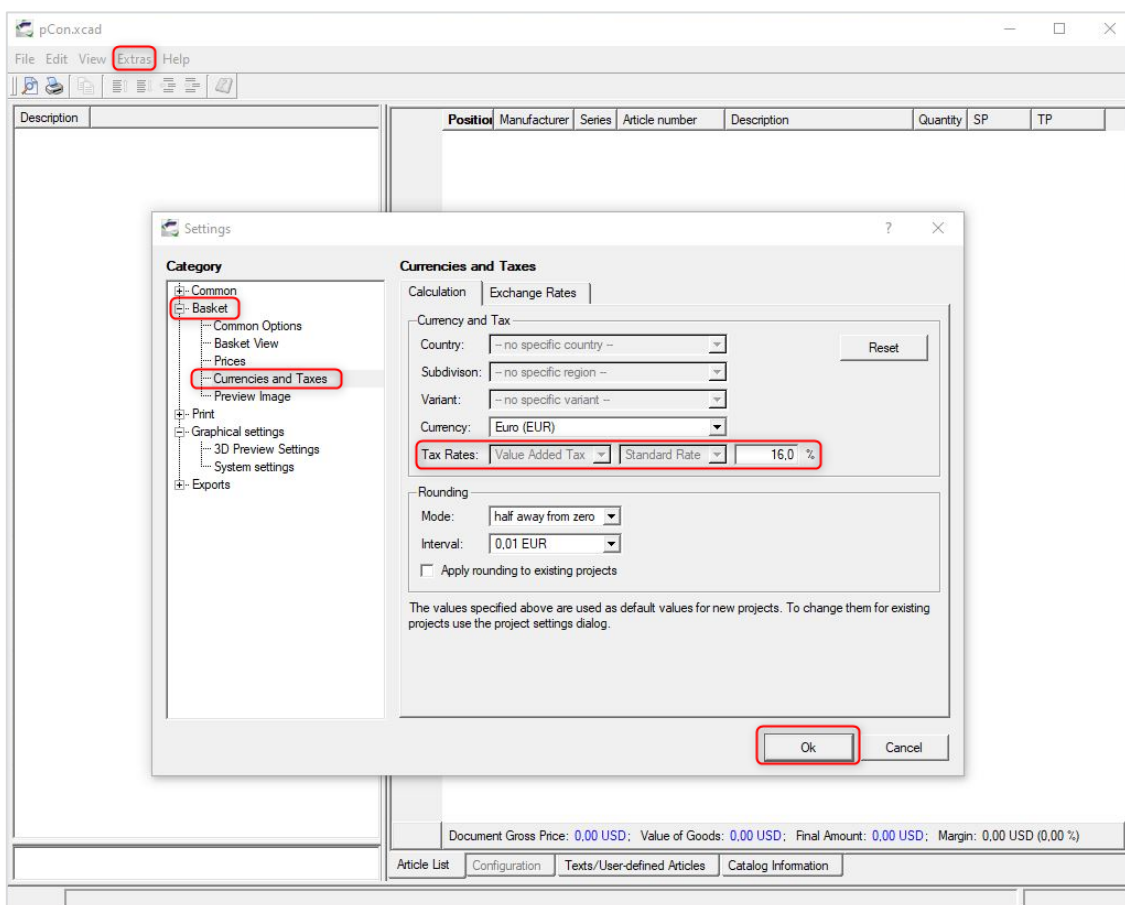 pCon.xcad
File Edit View Extras Help
Description
Position Manufacturer Series Article number Description Quantity SP TP
Settings
?
Category
Common
Basket
Common Options
Basket View
Prices
Currencies and Taxes
Preview Image
Print
Graphical settings
3D Preview Settings
System settings
Exports
Currencies and Taxes
Calculation Exchange Rates
Currency and Tax
Country: -- no specific country -- Reset
Subdivison: -- no specific region --
Variant: -- no specific variant --
Currency: Euro (EUR)
Tax Rates: Value Added Tax Standard Rate 16,0 %
Rounding
Mode: half away from zero
Interval: 0,01 EUR
Apply rounding to existing projects
The values specified above are used as default values for new projects. To change them for existing
projects use the project settings dialog.
Ok Cancel
Document Gross Price: 0,00 USD; Value of Goods: 0,00 USD; Final Amount: 0,00 USD; Margin: 0,00 USD (0,00 %)
Article List Configuration Texts/User-defined Articles Catalog Information